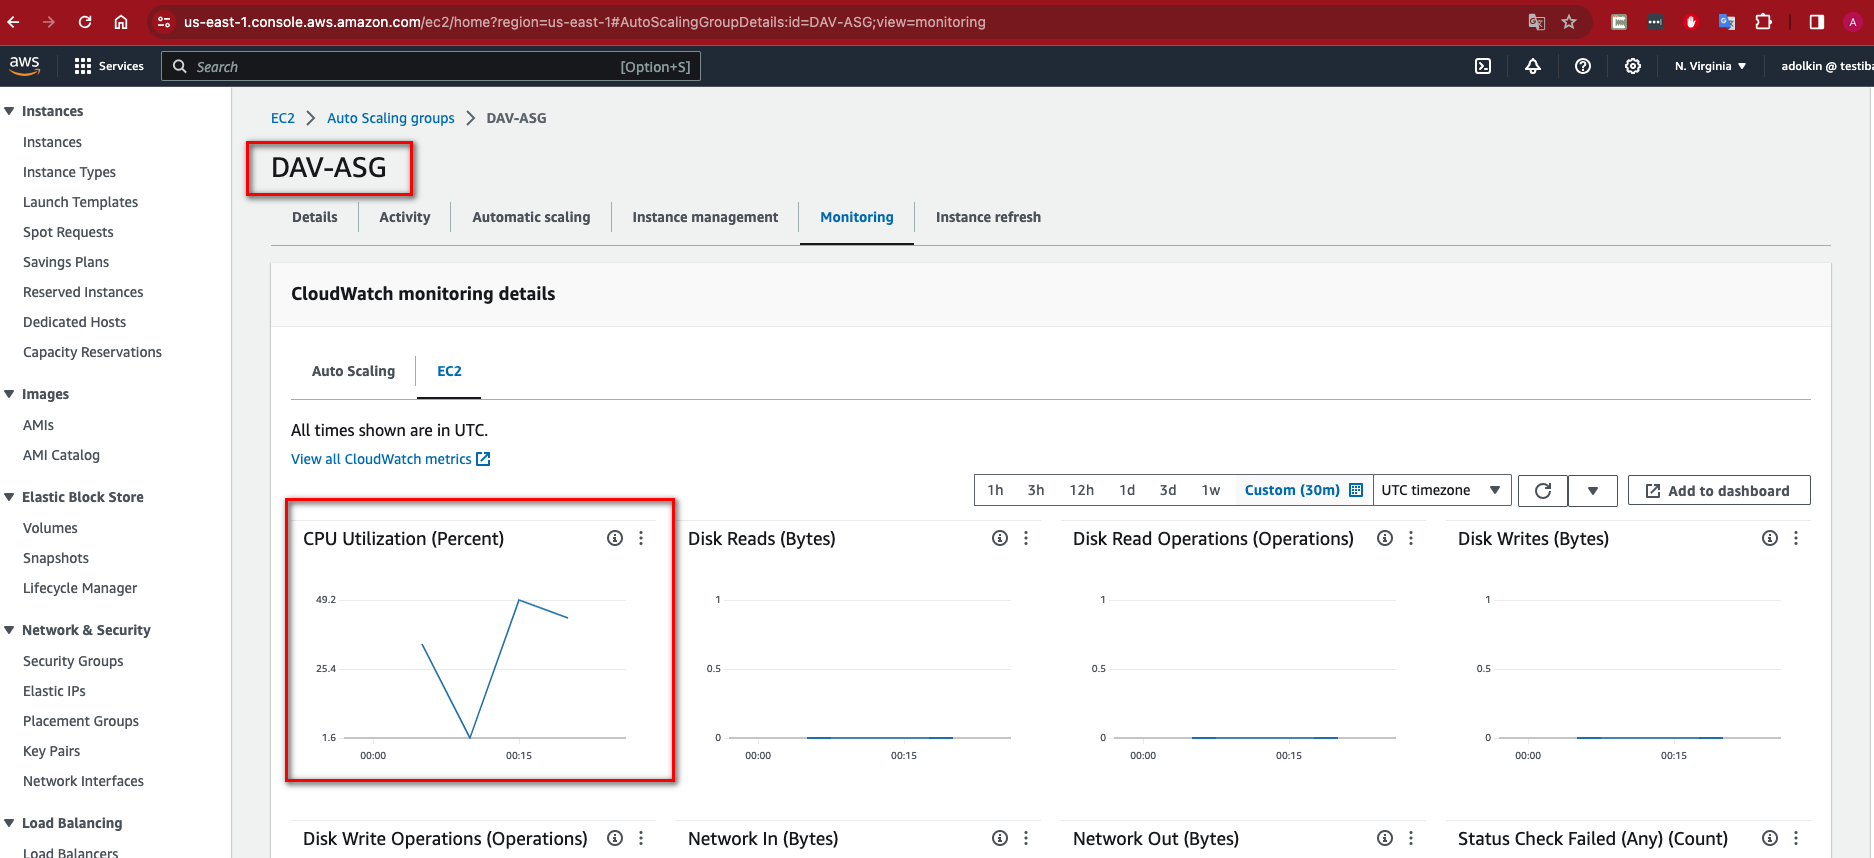 us-east-1.console.aws.amazon.com/ec2/home?region=us-east-1#AutoScalingGroupDetails:id=DAV-ASG;view=monitoring
A
aws Services Search [Option+S] N. Virginia adolkin @ testiba
Instances
Instances
Instance Types
Launch Templates
Spot Requests
Savings Plans
Reserved Instances
Dedicated Hosts
Capacity Reservations
Images
AMIs
AMI Catalog
Elastic Block Store
Volumes
Snapshots
Lifecycle Manager
Network & Security
Security Groups
Elastic IPs
Placement Groups
Key Pairs
Network Interfaces
Load Balancing
Load Balancers
EC2 Auto Scaling groups DAV-ASG
DAV-ASG
Details Activity Automatic scaling Instance management Monitoring Instance refresh
CloudWatch monitoring details
Auto Scaling EC2
All times shown are in UTC.
View all CloudWatch metrics
1h 3h 12h 1d 3d 1w Custom (30m) UTC timezone Add to dashboard
CPU Utilization (Percent)
49.2
25.4
1.6
00:00 00:15
Disk Reads (Bytes)
1
0.5
0
00:00 00:15
Disk Read Operations (Operations)
1
0.5
0
00:00 00:15
Disk Writes (Bytes)
1
0.5
0
00:00 00:15
Disk Write Operations (Operations)
Network In (Bytes)
Network Out (Bytes)
Status Check Failed (Any) (Count)